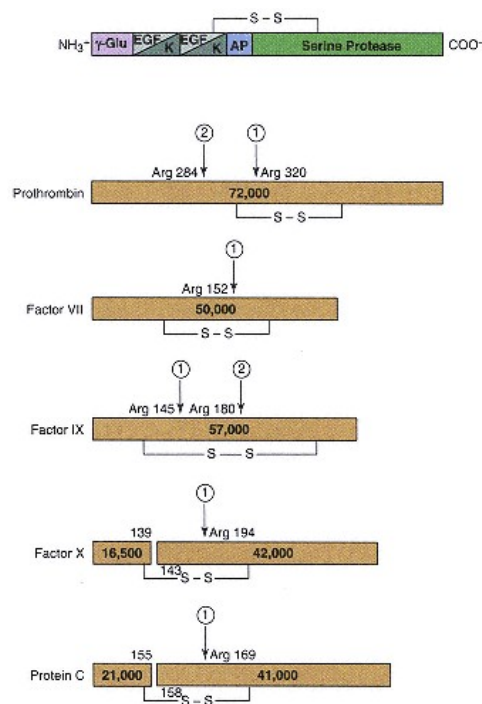 S – S
NH₃⁺ γ-Glu EGF K EGF K AP Serine Protease COO⁻
② ①
Arg 284 Arg 320
Prothrombin 72,000
S – S
①
Arg 152
Factor VII 50,000
S – S
① ②
Arg 145 Arg 180
Factor IX 57,000
S – S
①
139 Arg 194
Factor X 16,500 42,000
143 S – S
①
155 Arg 169
Protein C 21,000 41,000
158 S – S